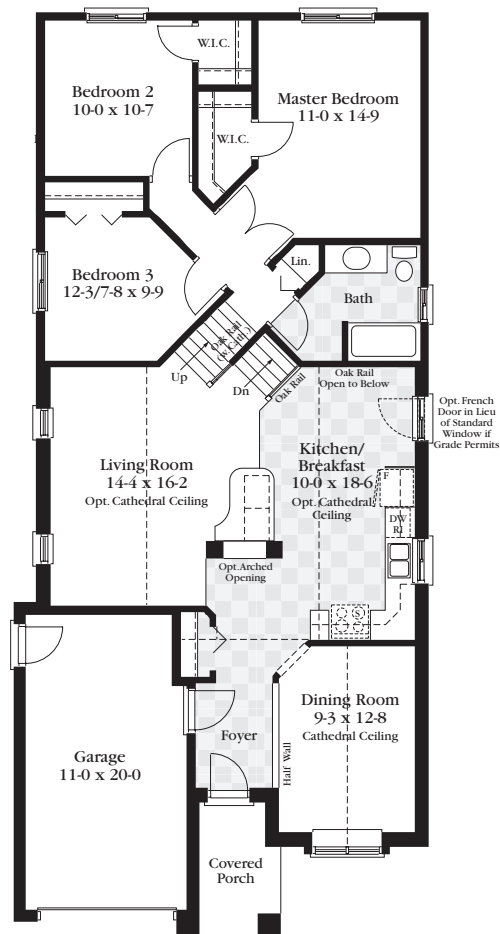 W.I.C.
Bedroom 2
10-0 x 10-7
Master Bedroom
11-0 x 14-9
W.I.C.
Bedroom 3
12-3/7-8 x 9-9
Lin.
Bath
Oak Rail
(w.Cath.)
Up
Dn
Oak Rail
Oak Rail
Open to Below
Opt. French
Door in Lieu
of Standard
Window if
Grade Permits
Living Room
14-4 x 16-2
Opt. Cathedral Ceiling
Kitchen/
Breakfast
10-0 x 18-6
Opt. Cathedral
Ceiling
F
DW
RI
Opt.Arched
Opening
S
Dining Room
9-3 x 12-8
Cathedral Ceiling
Foyer
Half Wall
Garage
11-0 x 20-0
Covered
Porch